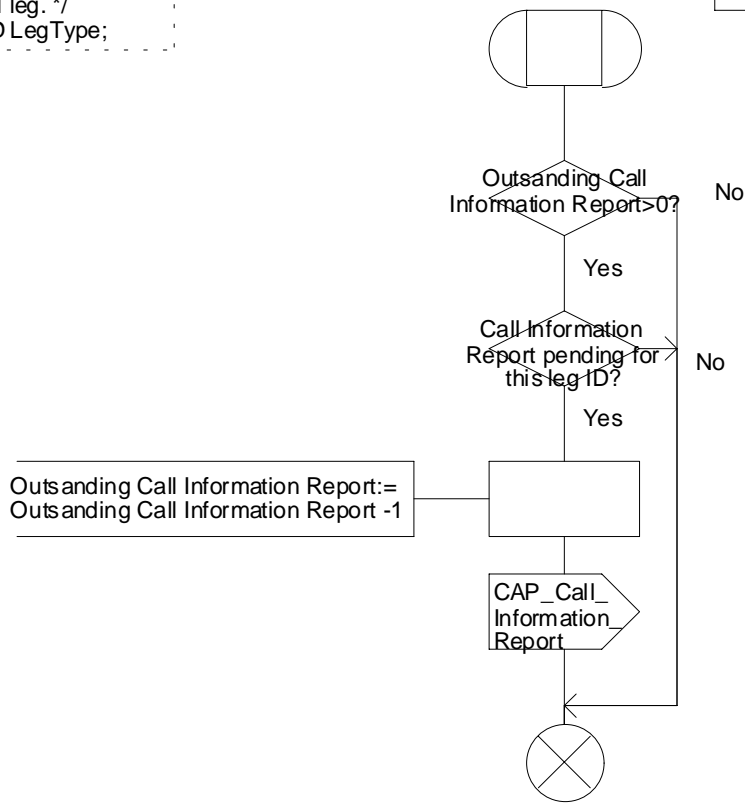 leg. */
LegType;
Outsanding Call
Information Report>0?
No
Yes
Call Information
Report pending for
this leg ID?
No
Yes
Outsanding Call Information Report:=
Outsanding Call Information Report -1
CAP_Call_
Information_
Report